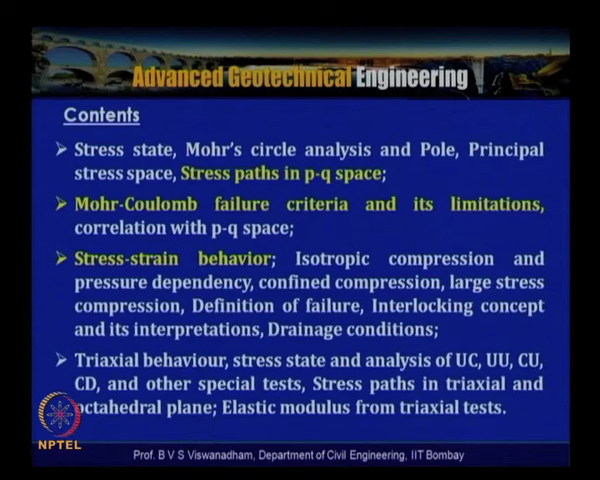 Advanced Geotechnical Engineering
Contents
➢ Stress state, Mohr's circle analysis and Pole, Principal
stress space, Stress paths in p-q space;
➢ Mohr-Coulomb failure criteria and its limitations,
correlation with p-q space;
➢ Stress-strain behavior; Isotropic compression and
pressure dependency, confined compression, large stress
compression, Definition of failure, Interlocking concept
and its interpretations, Drainage conditions;
➢ Triaxial behaviour, stress state and analysis of UC, UU, CU,
CD, and other special tests, Stress paths in triaxial and
octahedral plane; Elastic modulus from triaxial tests.
NPTEL
Prof. B V S Viswanadham, Department of Civil Engineering, IIT Bombay